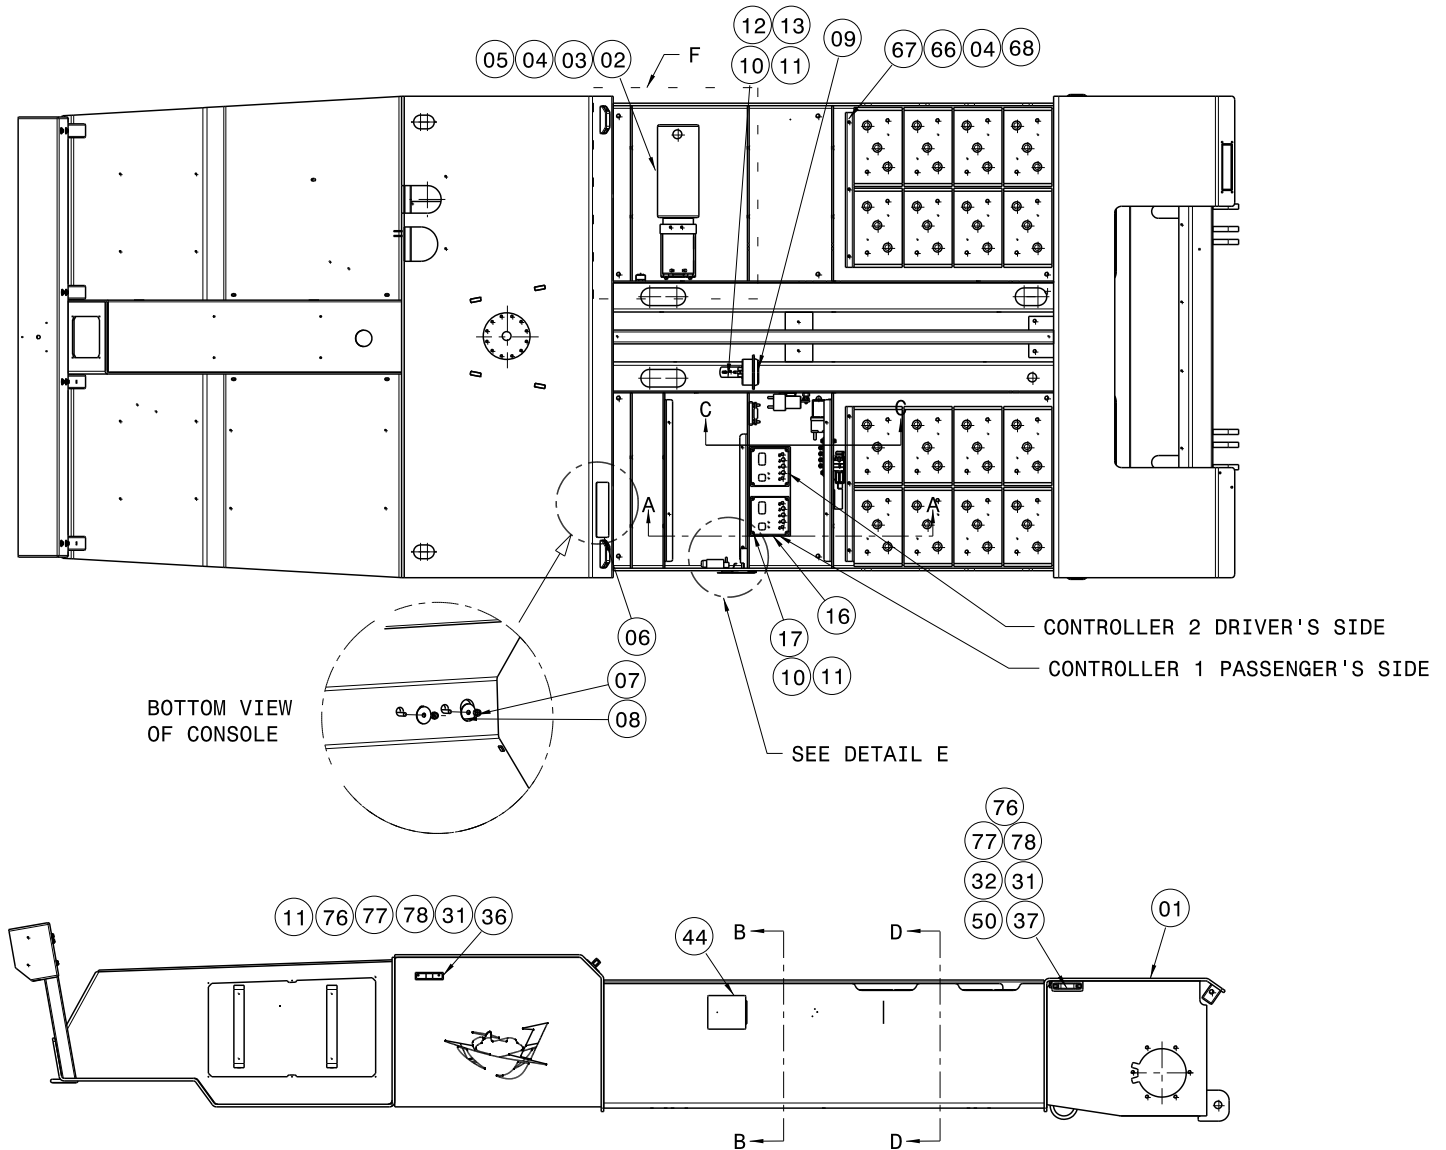 12 13
09
05 04 03 02
F
10 11
67 66 04 68
C C
A A
16
06
17
CONTROLLER 2 DRIVER'S SIDE
CONTROLLER 1 PASSENGER'S SIDE
07
10 11
08
BOTTOM VIEW
OF CONSOLE
SEE DETAIL E
76
77 78
32 31
50 37
01
11 76 77 78 31 36
44
B D
B D